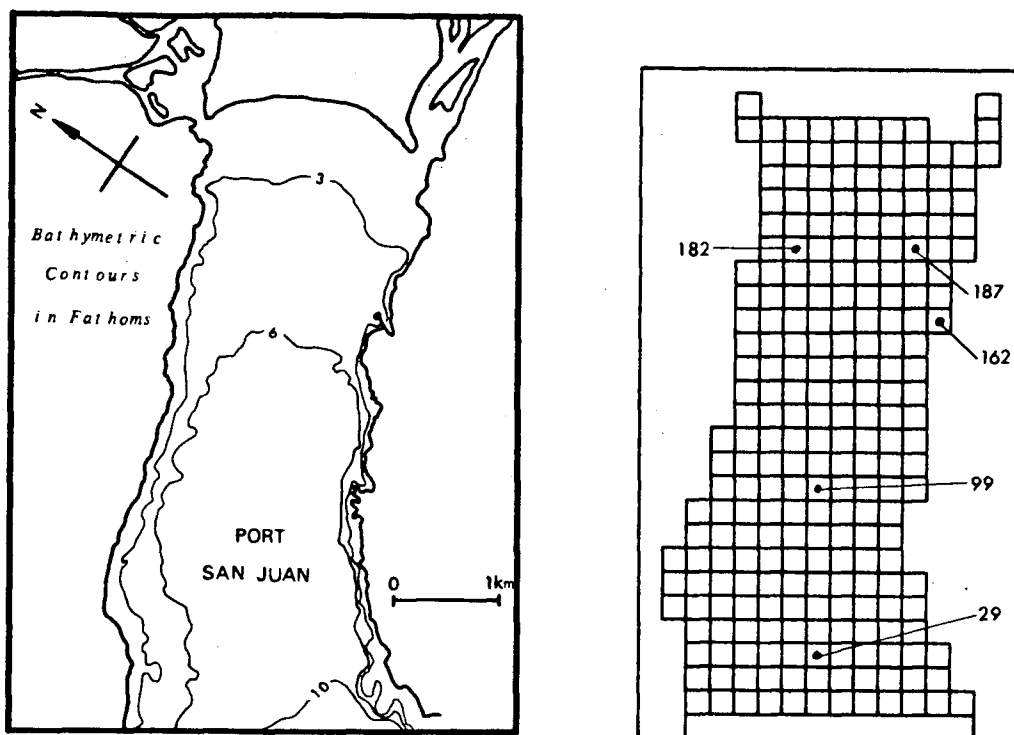 N
3
Bathymetric
Contours
in Fathoms
6
PORT
SAN JUAN
0 1km
10
182
187
162
99
29